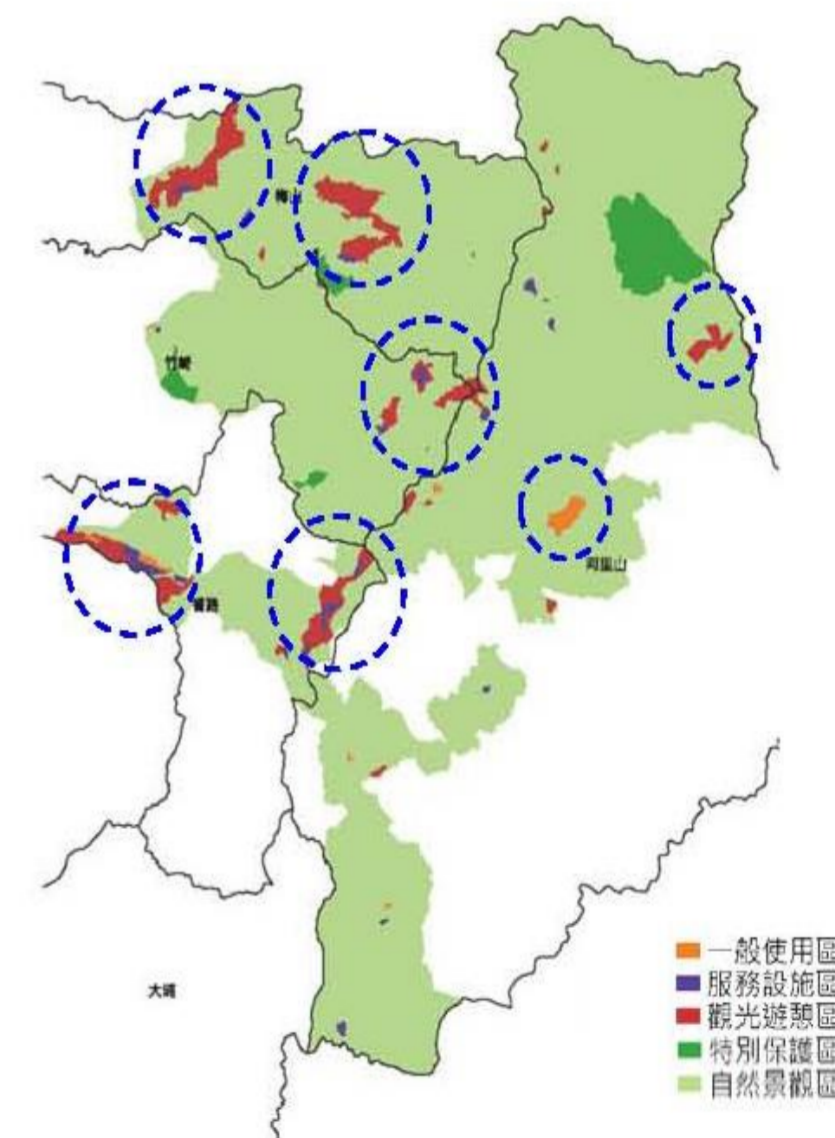 梅山
竹崎
番路
阿里山
大埔
一般使用區
服務設施區
觀光遊憩區
特別保護區
自然景觀區